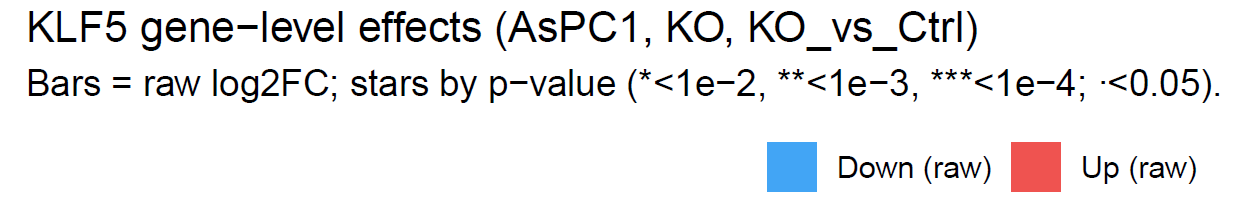 KLF5 gene−level effects (AsPC1, KO, KO_vs_Ctrl)
Bars = raw log2FC; stars by p−value (*<1e−2, **<1e−3, ***<1e−4; ·<0.05).
Down (raw) Up (raw)